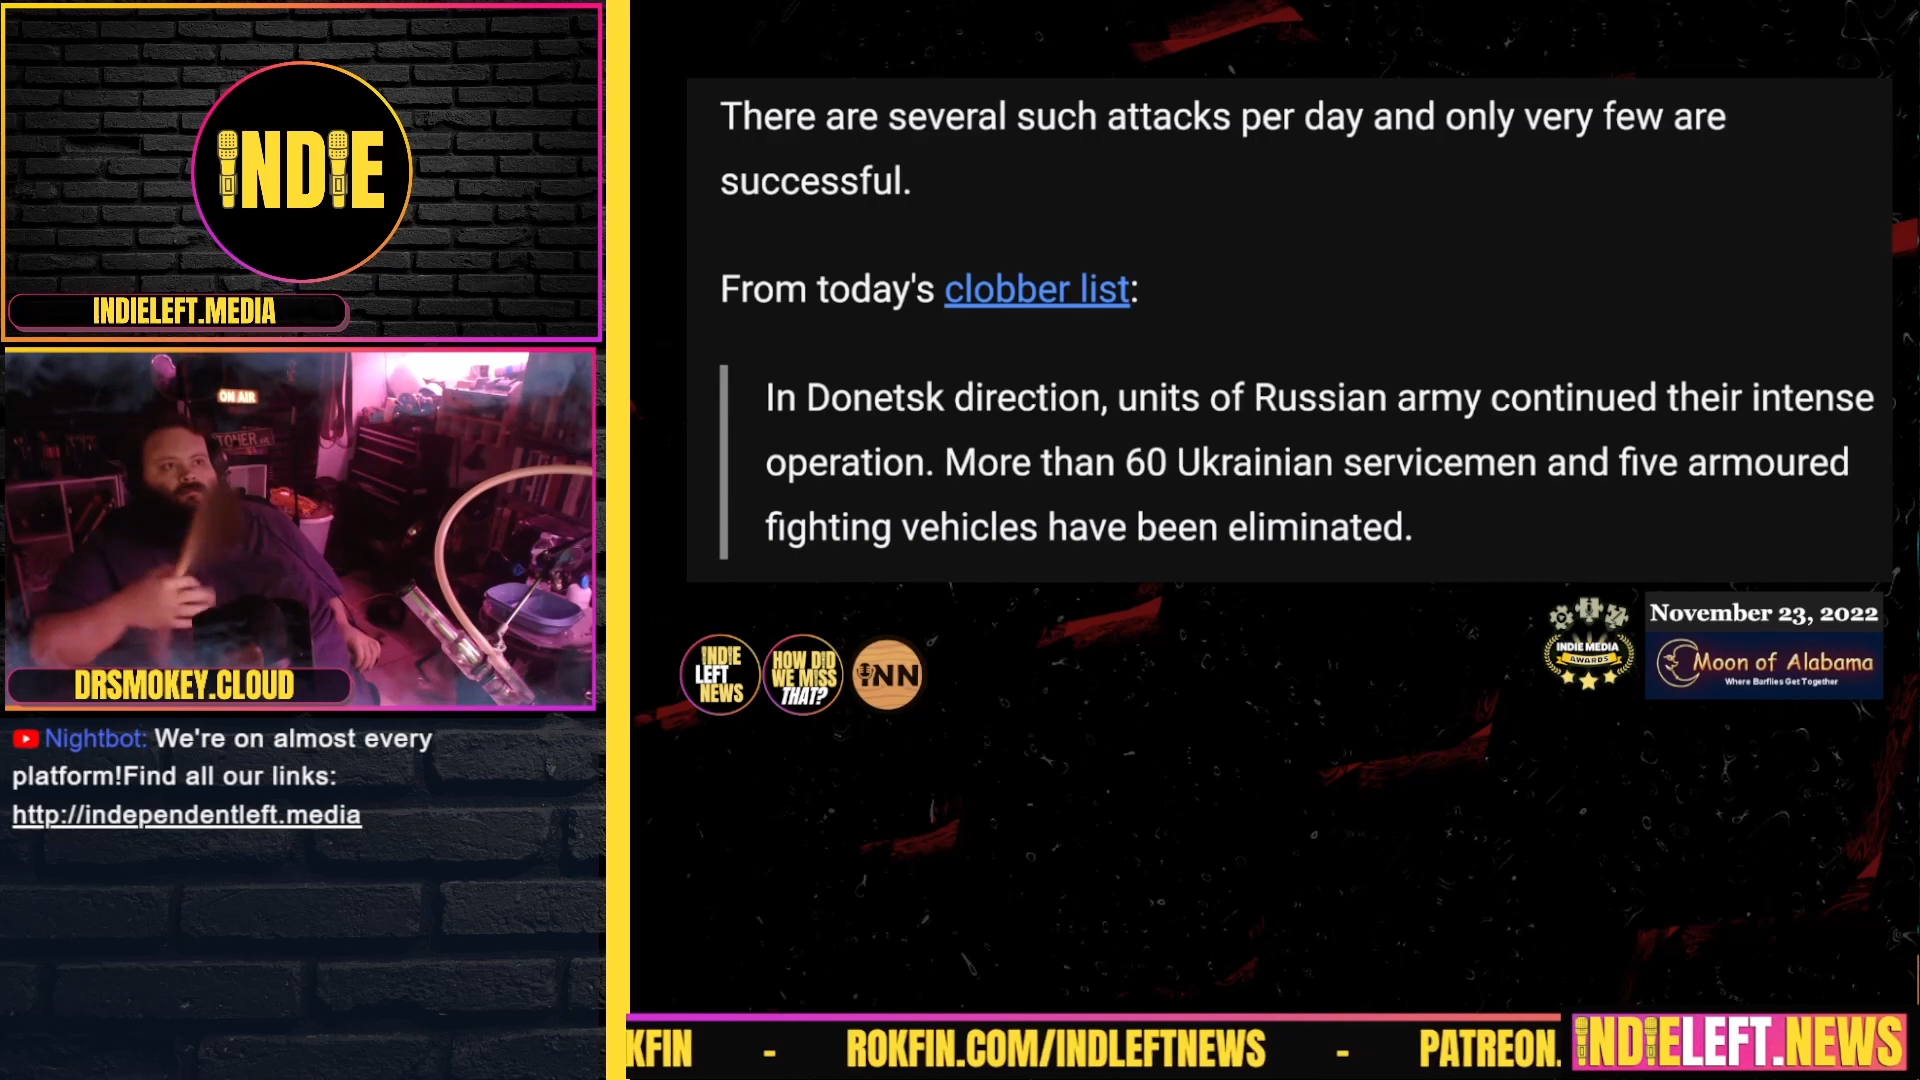 INDIE
INDIELEFT.MEDIA
ON AIR
TONER
DRSMOKEY.CLOUD
Nightbot: We're on almost every
platform!Find all our links:
http://independentleft.media
There are several such attacks per day and only very few are
successful.
From today's clobber list:
In Donetsk direction, units of Russian army continued their intense
operation. More than 60 Ukrainian servicemen and five armoured
fighting vehicles have been eliminated.
INDIE
LEFT
NEWS
HOW DID
WE MISS
THAT?
INN
INDIE MEDIA
AWARDS
November 23, 2022
Moon of Alabama
Where Barflies Get Together
KFIN - ROKFIN.COM/INDLEFTNEWS - PATREON.
INDIELEFT.NEWS